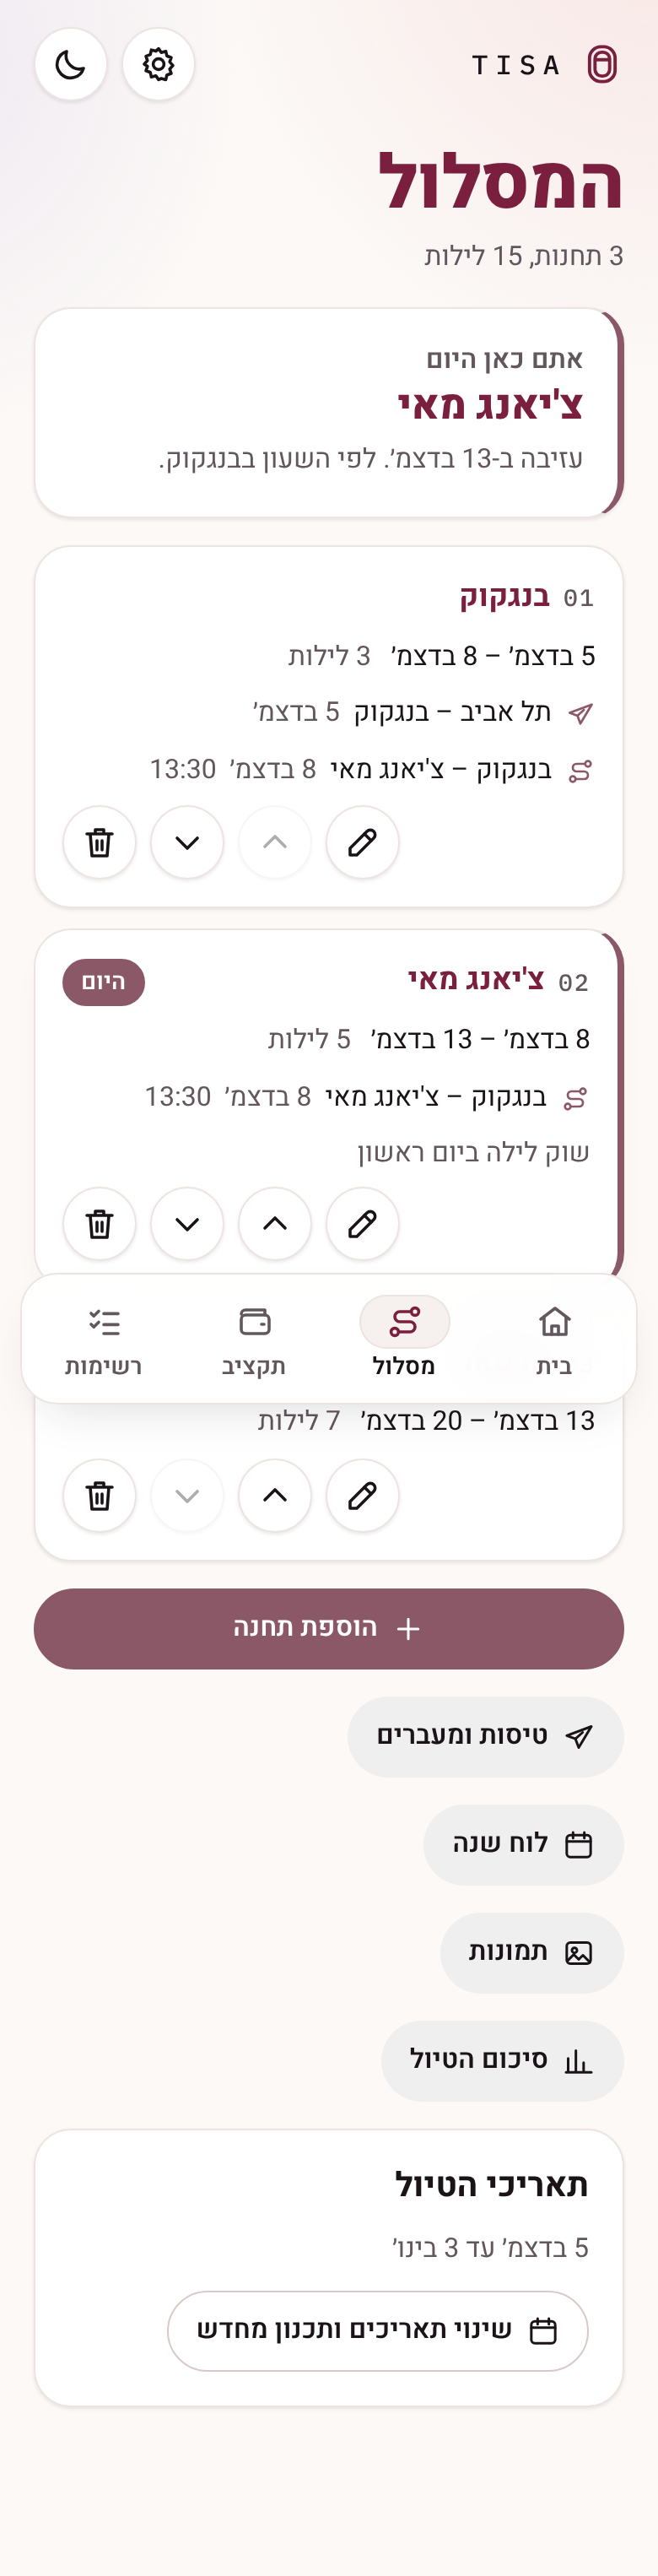 TISA
המסלול
3 תחנות, 15 לילות
אתם כאן היום
צ'יאנג מאי
עזיבה ב-13 בדצמ׳. לפי השעון בבנגקוק.
01 בנגקוק
5 בדצמ׳ – 8 בדצמ׳ 3 לילות
תל אביב – בנגקוק 5 בדצמ׳
בנגקוק – צ'יאנג מאי 8 בדצמ׳ 13:30
02 צ'יאנג מאי היום
8 בדצמ׳ – 13 בדצמ׳ 5 לילות
בנגקוק – צ'יאנג מאי 8 בדצמ׳ 13:30
שוק לילה ביום ראשון
בית מסלול תקציב רשימות
13 בדצמ׳ – 20 בדצמ׳ 7 לילות
הוספת תחנה
טיסות ומעברים
לוח שנה
תמונות
סיכום הטיול
תאריכי הטיול
5 בדצמ׳ עד 3 בינו׳
שינוי תאריכים ותכנון מחדש